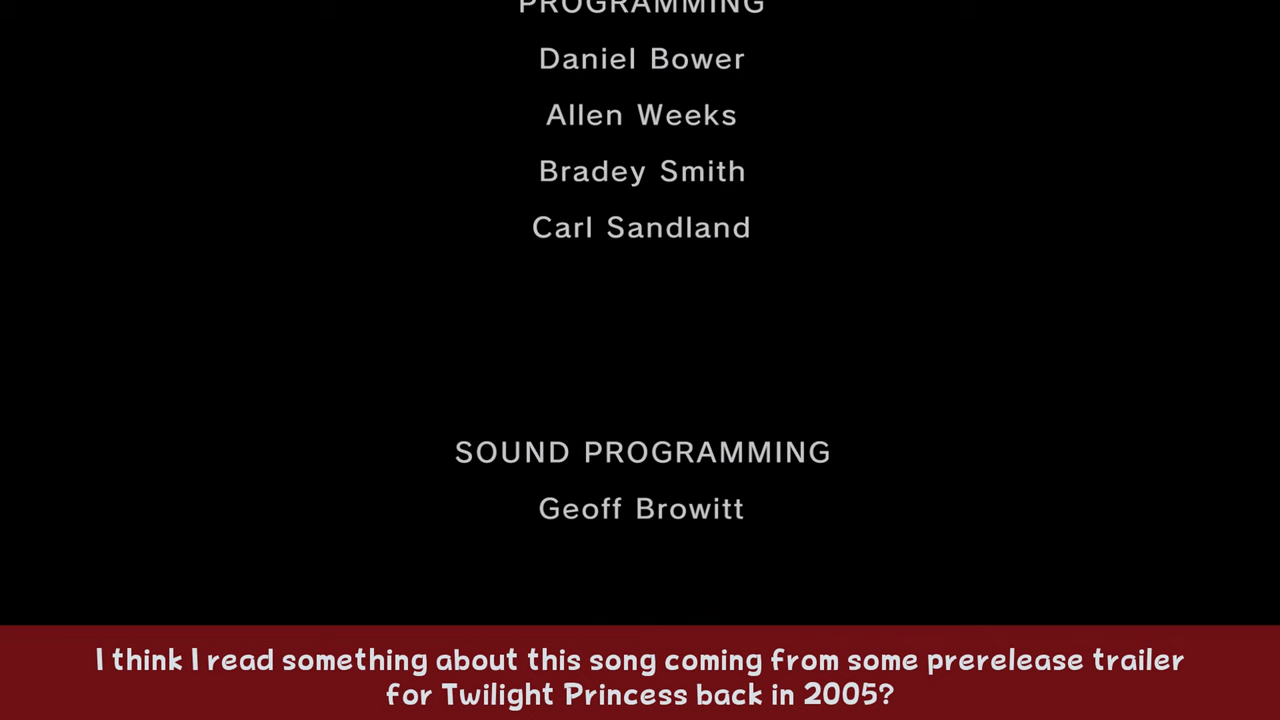 PROGRAMMING
Daniel Bower
Allen Weeks
Bradey Smith
Carl Sandland
SOUND PROGRAMMING
Geoff Browitt
I think I read something about this song coming from some prerelease trailer
for Twilight Princess back in 2005?